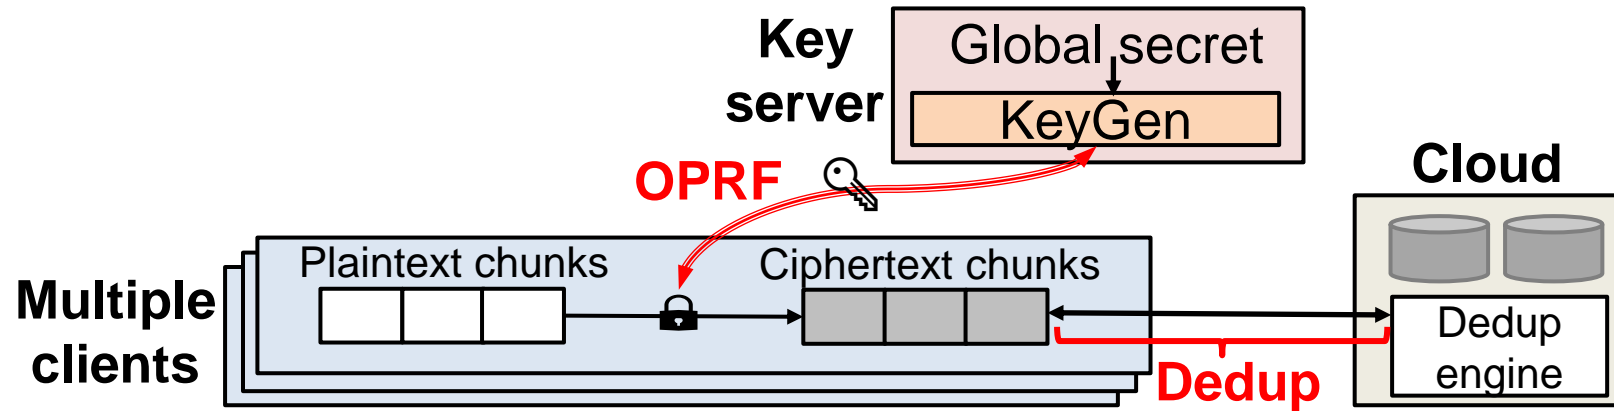 Key
server
Global secret
KeyGen
OPRF
Cloud
Multiple
clients
Plaintext chunks
Ciphertext chunks
Dedup
engine
Dedup